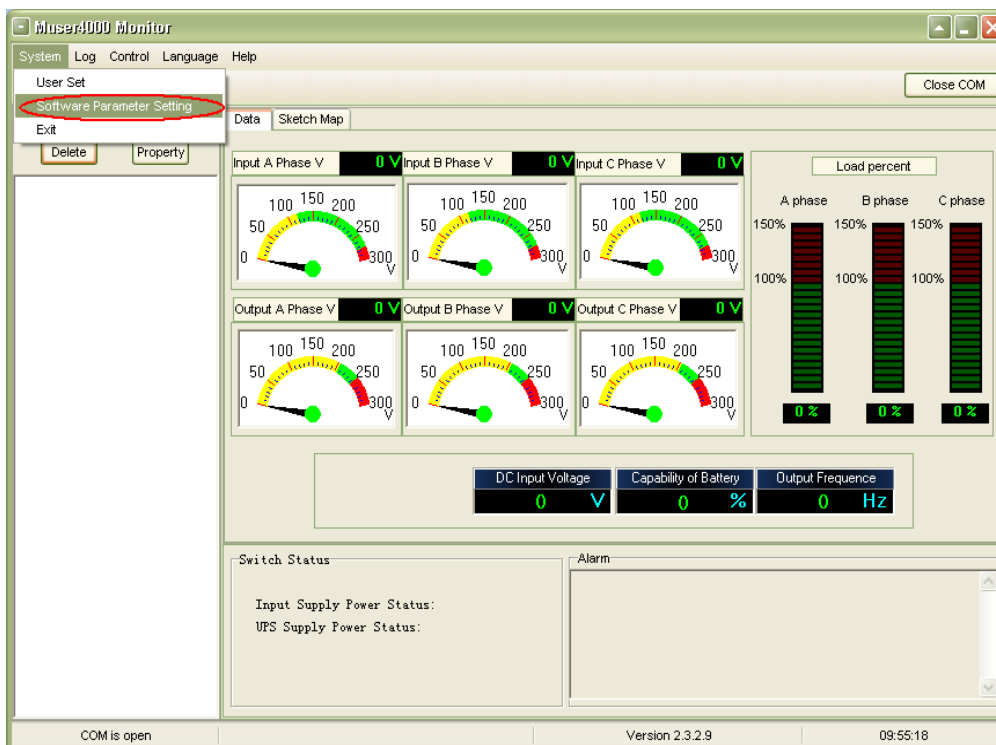 Muser4000 Monitor
System Log Control Language Help
User Set
Software Parameter Setting
Exit
Close COM
Delete Property
Data Sketch Map
Input A Phase V 0 V Input B Phase V 0 V Input C Phase V 0 V
0 50 100 150 200 250 300 V
0 50 100 150 200 250 300 V
0 50 100 150 200 250 300 V
Load percent
A phase B phase C phase
150% 150% 150%
100% 100% 100%
0 % 0 % 0 %
Output A Phase V 0 V Output B Phase V 0 V Output C Phase V 0 V
0 50 100 150 200 250 300 V
0 50 100 150 200 250 300 V
0 50 100 150 200 250 300 V
DC Input Voltage Capability of Battery Output Frequence
0 V 0 % 0 Hz
Switch Status
Input Supply Power Status:
UPS Supply Power Status:
Alarm
COM is open Version 2.3.2.9 09:55:18